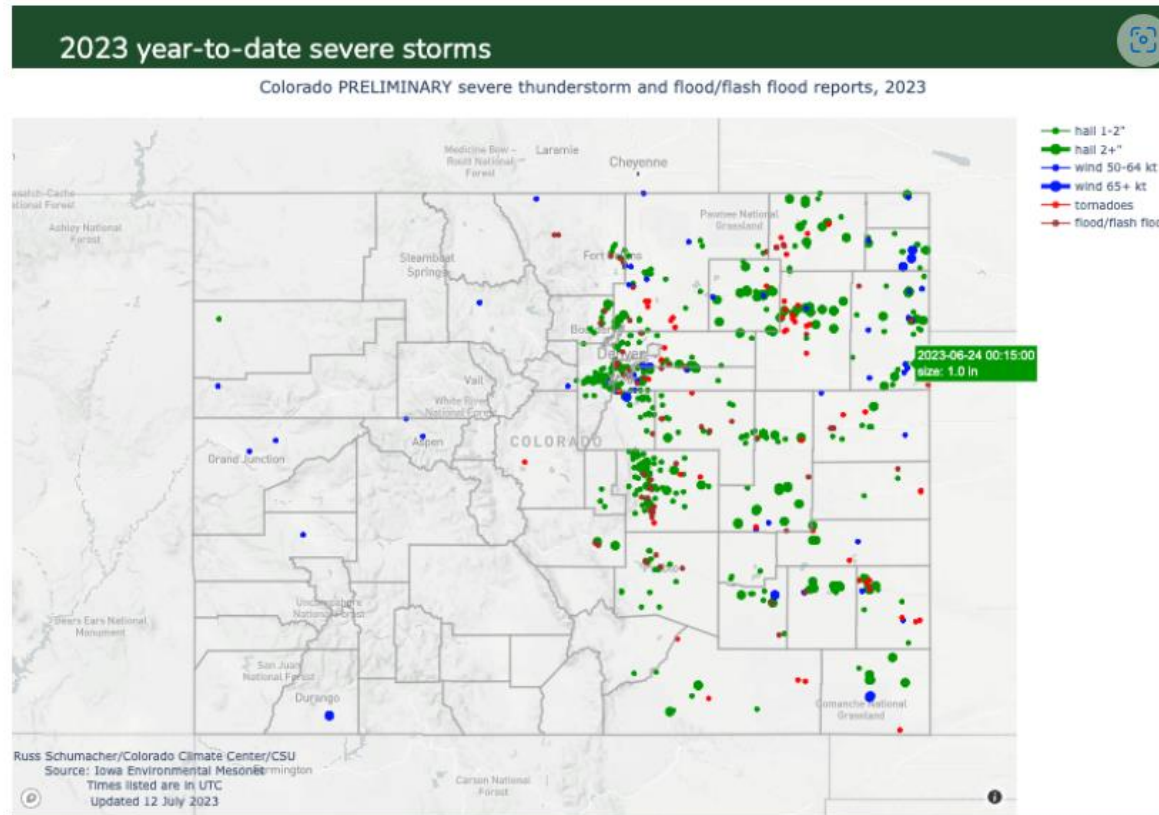 2023 year-to-date severe storms
Colorado PRELIMINARY severe thunderstorm and flood/flash flood reports, 2023
hail 1-2"
hail 2+"
wind 50-64 kt
wind 65+ kt
tornadoes
flood/flash floo
Medicine Bow -
Routt National
Forest
Laramie
Cheyenne
Ashley National
Forest
Pawnee National
Grassland
Steamboat
Springs
Denver
2023-06-24 00:15:00
size: 1.0 in
Vail
White River
National Forest
Aspen
COLORADO
Grand Junction
Uncompahgre
National Forest
Bears Ears National
Monument
San Juan
National Forest
Durango
Comanche National
Grassland
Russ Schumacher/Colorado Climate Center/CSU
Source: Iowa Environmental Mesonet
Times listed are in UTC
Updated 12 July 2023
Carson National
Forest